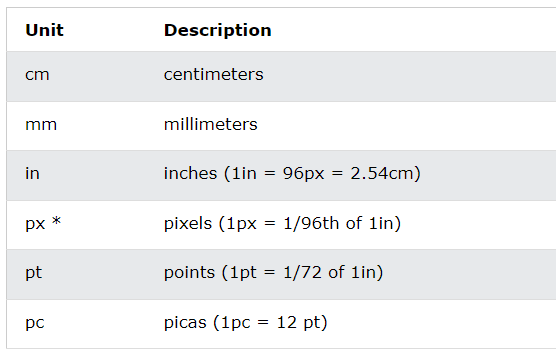 Unit Description
cm centimeters
mm millimeters
in inches (1in = 96px = 2.54cm)
px * pixels (1px = 1/96th of 1in)
pt points (1pt = 1/72 of 1in)
pc picas (1pc = 12 pt)